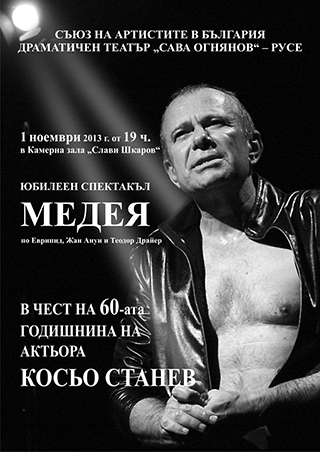 СЪЮЗ НА АРТИСТИТЕ В БЪЛГАРИЯ
ДРАМАТИЧЕН ТЕАТЪР „САВА ОГНЯНОВ“ – РУСЕ
1 ноември 2013 г. от 19 ч.
в Камерна зала „Слави Шкаров“
ЮБИЛЕЕН СПЕКТАКЪЛ
МЕДЕЯ
по Еврипид, Жан Ануи и Теодор Драйер
В ЧЕСТ НА 60-ата
ГОДИШНИНА НА
АКТЬОРА
КОСЬО СТАНЕВ